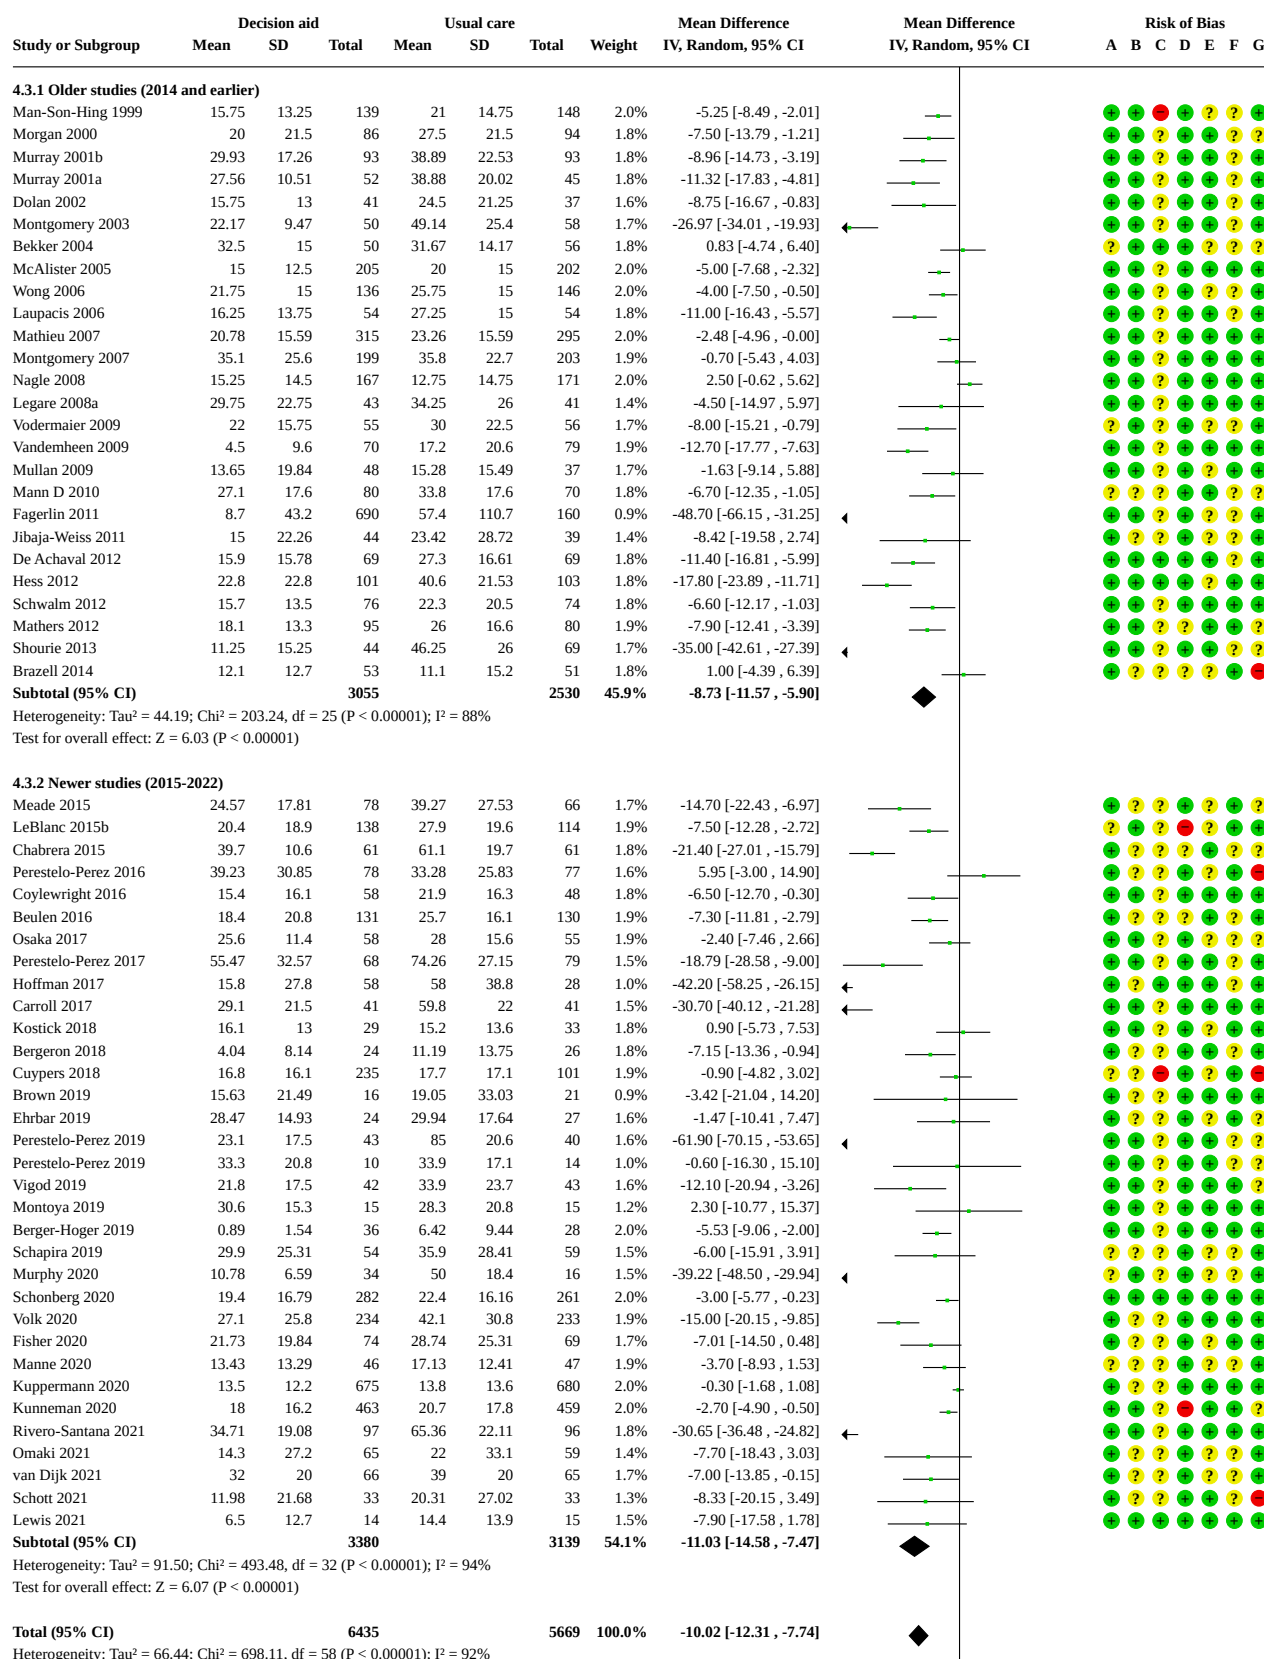 Decision aid Usual care Mean Difference Mean Difference Risk of Bias
Study or Subgroup Mean SD Total Mean SD Total Weight IV, Random, 95% CI IV, Random, 95% CI A B C D E F G
4.3.1 Older studies (2014 and earlier)
Man-Son-Hing 1999 15.75 13.25 139 21 14.75 148 2.0% -5.25 [-8.49 , -2.01] + + - + ? ? +
Morgan 2000 20 21.5 86 27.5 21.5 94 1.8% -7.50 [-13.79 , -1.21] + + ? + + ? ?
Murray 2001b 29.93 17.26 93 38.89 22.53 93 1.8% -8.96 [-14.73 , -3.19] + + ? + + ? +
Murray 2001a 27.56 10.51 52 38.88 20.02 45 1.8% -11.32 [-17.83 , -4.81] + + ? + + ? +
Dolan 2002 15.75 13 41 24.5 21.25 37 1.6% -8.75 [-16.67 , -0.83] + + ? + + ? +
Montgomery 2003 22.17 9.47 50 49.14 25.4 58 1.7% -26.97 [-34.01 , -19.93] + + ? + + ? +
Bekker 2004 32.5 15 50 31.67 14.17 56 1.8% 0.83 [-4.74 , 6.40] ? + + + ? ? ?
McAlister 2005 15 12.5 205 20 15 202 2.0% -5.00 [-7.68 , -2.32] + + ? + + + +
Wong 2006 21.75 15 136 25.75 15 146 2.0% -4.00 [-7.50 , -0.50] + + ? + ? ? +
Laupacis 2006 16.25 13.75 54 27.25 15 54 1.8% -11.00 [-16.43 , -5.57] + + ? + + ? +
Mathieu 2007 20.78 15.59 315 23.26 15.59 295 2.0% -2.48 [-4.96 , -0.00] + + ? + + + +
Montgomery 2007 35.1 25.6 199 35.8 22.7 203 1.9% -0.70 [-5.43 , 4.03] + + ? + + + +
Nagle 2008 15.25 14.5 167 12.75 14.75 171 2.0% 2.50 [-0.62 , 5.62] + + ? + + + +
Legare 2008a 29.75 22.75 43 34.25 26 41 1.4% -4.50 [-14.97 , 5.97] + + ? + + + +
Vodermaier 2009 22 15.75 55 30 22.5 56 1.8% -8.00 [-15.21 , -0.79] ? + ? + ? ? +
Vandemheen 2009 4.5 9.6 70 17.2 20.6 79 1.9% -12.70 [-17.77 , -7.63] + + ? + + + +
Mullan 2009 13.65 19.84 48 15.28 15.49 37 1.7% -1.63 [-9.14 , 5.88] + + ? + ? + +
Mann D 2010 27.1 17.6 80 33.8 17.6 70 1.8% -6.70 [-12.35 , -1.05] ? ? ? + + ? ?
Fagerlin 2011 8.7 43.2 690 57.4 110.7 160 0.9% -48.70 [-66.15 , -31.25] + + ? + ? ? +
Jibaja-Weiss 2011 15 22.26 44 23.42 28.72 39 1.4% -8.42 [-19.58 , 2.74] + ? ? + ? ? +
De Achaval 2012 15.9 15.78 69 27.3 16.61 69 1.8% -11.40 [-16.81 , -5.99] + + + + + ? +
Hess 2012 22.8 22.8 101 40.6 21.53 103 1.8% -17.80 [-23.89 , -11.71] + + + + ? + +
Schwalm 2012 15.7 13.5 76 22.3 20.5 74 1.8% -6.60 [-12.17 , -1.03] + + ? + + + +
Mathers 2012 18.1 13.3 95 26 16.6 80 1.9% -7.90 [-12.41 , -3.39] + + ? ? + + ?
Shourie 2013 11.25 15.25 44 46.25 26 69 1.7% -35.00 [-42.61 , -27.39] + + ? + + ? +
Brazell 2014 12.1 12.7 53 11.1 15.2 51 1.8% 1.00 [-4.39 , 6.39] + ? ? ? ? + -
Subtotal (95% CI) 3055 2530 45.9% -8.73 [-11.57 , -5.90]
Heterogeneity: Tau² = 44.19; Chi² = 203.24, df = 25 (P < 0.00001); I² = 88%
Test for overall effect: Z = 6.03 (P < 0.00001)
4.3.2 Newer studies (2015-2022)
Meade 2015 24.57 17.81 78 39.27 27.53 66 1.7% -14.70 [-22.43 , -6.97] + ? ? + ? + ?
LeBlanc 2015b 20.4 18.9 138 27.9 19.6 114 1.9% -7.50 [-12.28 , -2.72] ? + ? - ? + +
Chabrera 2015 39.7 10.6 61 61.1 19.7 61 1.8% -21.40 [-27.01 , -15.79] + ? ? ? + ? ?
Perestelo-Perez 2016 39.23 30.85 78 33.28 25.83 77 1.6% 5.95 [-3.00 , 14.90] + ? ? + ? + -
Coylewright 2016 15.4 16.1 58 21.9 16.3 48 1.8% -6.50 [-12.70 , -0.30] + + ? + + + +
Beulen 2016 18.4 20.8 131 25.7 16.1 130 1.9% -7.30 [-11.81 , -2.79] + ? ? ? + ? +
Osaka 2017 25.6 11.4 58 28 15.6 55 1.9% -2.40 [-7.46 , 2.66] + + ? + ? ? ?
Perestelo-Perez 2017 55.47 32.57 68 74.26 27.15 79 1.5% -18.79 [-28.58 , -9.00] + + ? + + ? +
Hoffman 2017 15.8 27.8 58 58 38.8 28 1.0% -42.20 [-58.25 , -26.15] + ? + + + ? +
Carroll 2017 29.1 21.5 41 59.8 22 41 1.5% -30.70 [-40.12 , -21.28] + + ? + + + +
Kostick 2018 16.1 13 29 15.2 13.6 33 1.8% 0.90 [-5.73 , 7.53] + + ? + ? + +
Bergeron 2018 4.04 8.14 24 11.19 13.75 26 1.8% -7.15 [-13.36 , -0.94] + ? ? + + ? +
Cuypers 2018 16.8 16.1 235 17.7 17.1 101 1.9% -0.90 [-4.82 , 3.02] ? ? - + ? + -
Brown 2019 15.63 21.49 16 19.05 33.03 21 0.9% -3.42 [-21.04 , 14.20] + ? ? + + + +
Ehrbar 2019 28.47 14.93 24 29.94 17.64 27 1.6% -1.47 [-10.41 , 7.47] + + ? + ? + ?
Perestelo-Perez 2019 23.1 17.5 43 85 20.6 40 1.6% -61.90 [-70.15 , -53.65] + + ? + + ? ?
Perestelo-Perez 2019 33.3 20.8 10 33.9 17.1 14 1.0% -0.60 [-16.30 , 15.10] + + ? + + ? ?
Vigod 2019 21.8 17.5 42 33.9 23.7 43 1.6% -12.10 [-20.94 , -3.26] + + ? + + + ?
Montoya 2019 30.6 15.3 15 28.3 20.8 15 1.2% 2.30 [-10.77 , 15.37] + + ? + + + +
Berger-Hoger 2019 0.89 1.54 36 6.42 9.44 28 2.0% -5.53 [-9.06 , -2.00] + + ? + + + +
Schapira 2019 29.9 25.31 54 35.9 28.41 59 1.5% -6.00 [-15.91 , 3.91] ? ? ? + ? ? +
Murphy 2020 10.78 6.59 34 50 18.4 16 1.5% -39.22 [-48.50 , -29.94] ? + ? + ? ? +
Schonberg 2020 19.4 16.79 282 22.4 16.16 261 2.0% -3.00 [-5.77 , -0.23] + + + + + + +
Volk 2020 27.1 25.8 234 42.1 30.8 233 1.9% -15.00 [-20.15 , -9.85] + ? ? + + + +
Fisher 2020 21.73 19.84 74 28.74 25.31 69 1.7% -7.01 [-14.50 , 0.48] + ? ? + ? + +
Manne 2020 13.43 13.29 46 17.13 12.41 47 1.9% -3.70 [-8.93 , 1.53] ? ? ? + ? ? +
Kuppermann 2020 13.5 12.2 675 13.8 13.6 680 2.0% -0.30 [-1.68 , 1.08] + ? ? + + + +
Kunneman 2020 18 16.2 463 20.7 17.8 459 2.0% -2.70 [-4.90 , -0.50] + + ? - + + ?
Rivero-Santana 2021 34.71 19.08 97 65.36 22.11 96 1.8% -30.65 [-36.48 , -24.82] + + ? + + + +
Omaki 2021 14.3 27.2 65 22 33.1 59 1.4% -7.70 [-18.43 , 3.03] + ? ? + ? ? +
van Dijk 2021 32 20 66 39 20 65 1.7% -7.00 [-13.85 , -0.15] + ? ? + ? ? +
Schott 2021 11.98 21.68 33 20.31 27.02 33 1.3% -8.33 [-20.15 , 3.49] + ? ? + + ? -
Lewis 2021 6.5 12.7 14 14.4 13.9 15 1.5% -7.90 [-17.58 , 1.78] + + + + + + +
Subtotal (95% CI) 3380 3139 54.1% -11.03 [-14.58 , -7.47]
Heterogeneity: Tau² = 91.50; Chi² = 493.48, df = 32 (P < 0.00001); I² = 94%
Test for overall effect: Z = 6.07 (P < 0.00001)
Total (95% CI) 6435 5669 100.0% -10.02 [-12.31 , -7.74]
Heterogeneity: Tau² = 66.44; Chi² = 698.11, df = 58 (P < 0.00001); I² = 92%